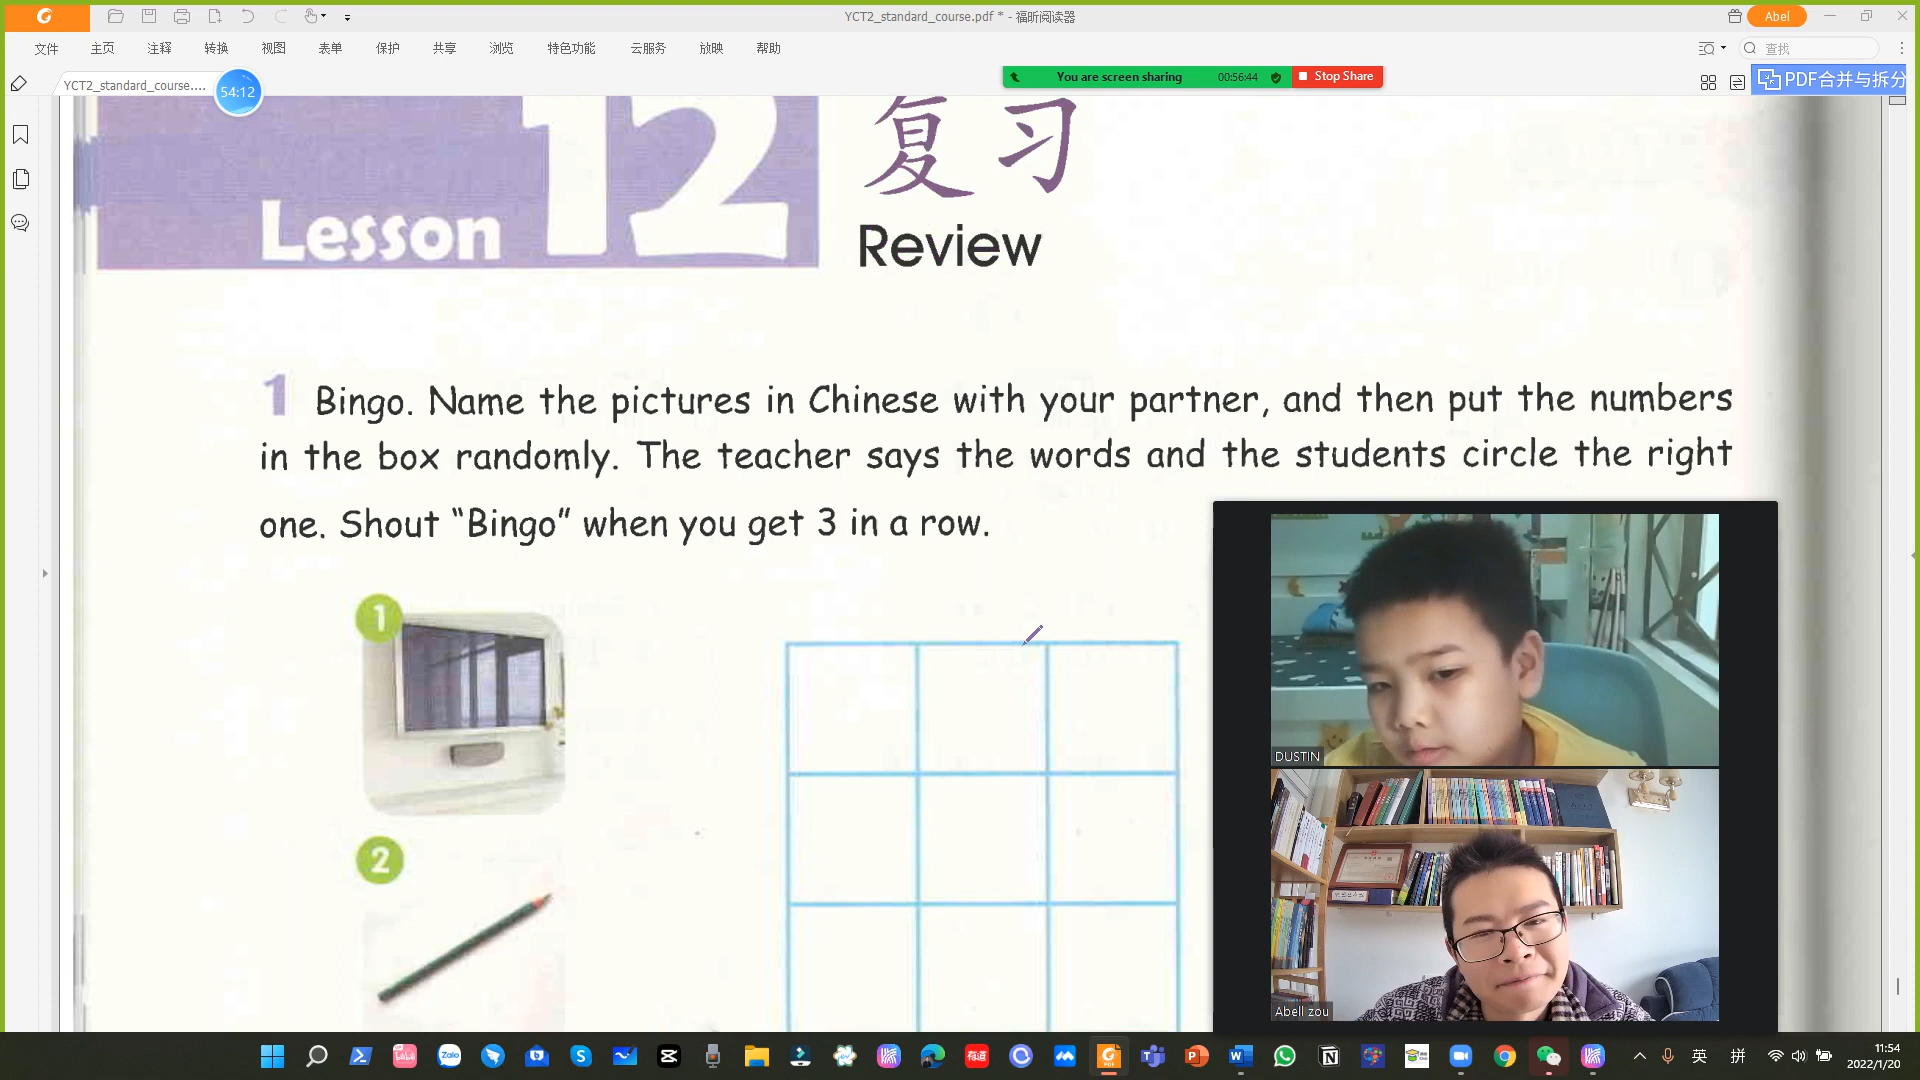 YCT2_standard_course.pdf * - 福昕阅读器
Abel
文件 主页 注释 转换 视图 表单 保护 共享 浏览 特色功能 云服务 放映 帮助
查找
YCT2_standard_course....
54:12
You are screen sharing 00:56:44 Stop Share
PDF合并与拆分
Lesson 12
复习
Review
1 Bingo. Name the pictures in Chinese with your partner, and then put the numbers
in the box randomly. The teacher says the words and the students circle the right
one. Shout “Bingo” when you get 3 in a row.
1
2
DUSTIN
Abell zou
Zalo
有道
英 拼
11:54
2022/1/20